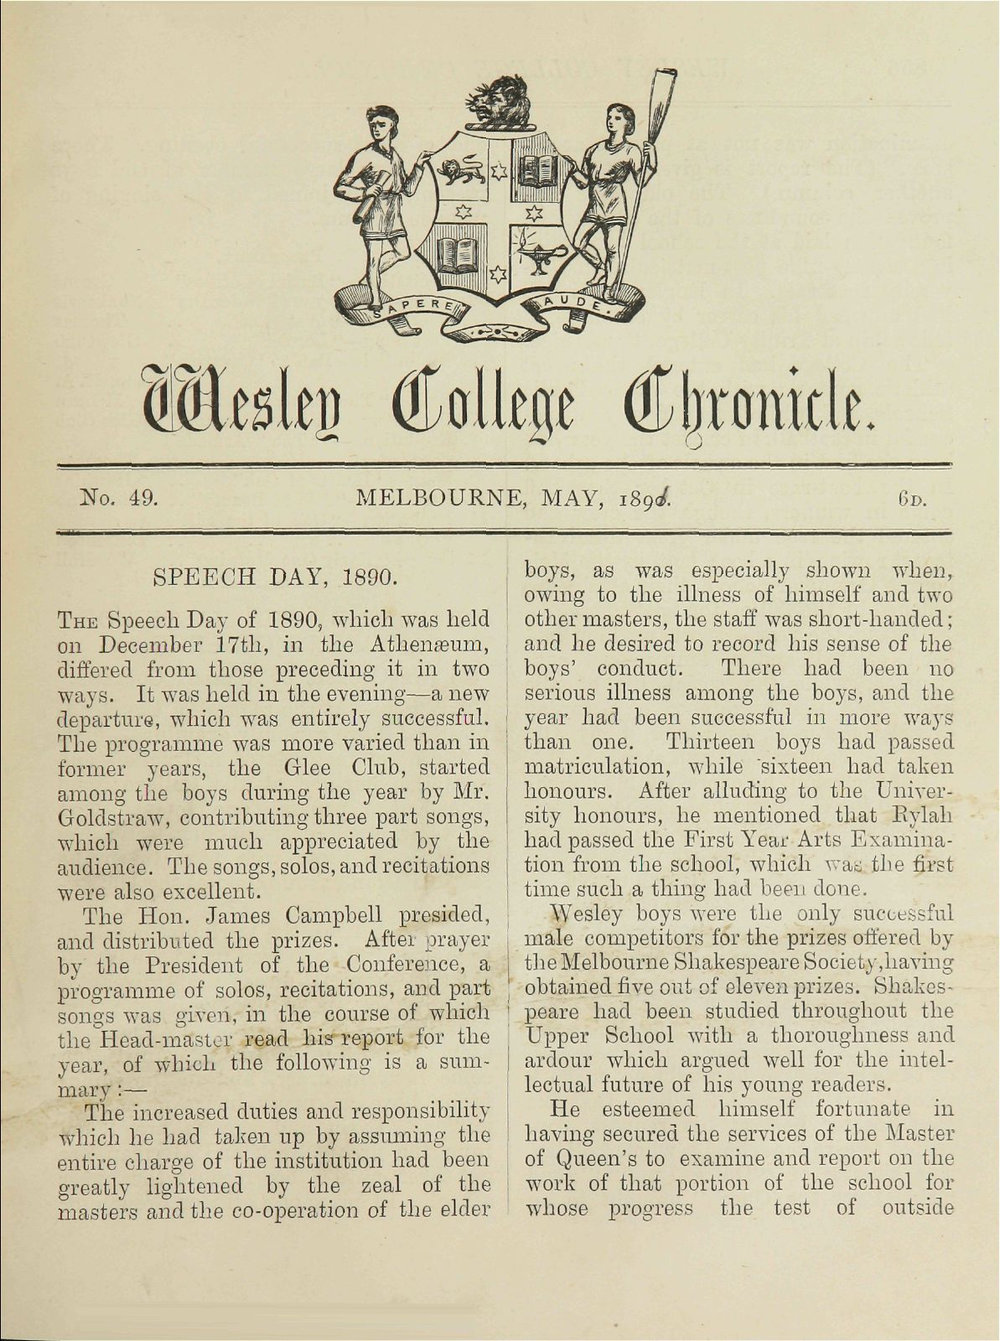 SAPERE AUDE.
Wesley College Chronicle.
No. 49. MELBOURNE, MAY, 189 6D.
SPEECH DAY, 1890.
THE Speech Day of 1890, which was held
on December 17th, in the Athenæum,
differed from those preceding it in two
ways. It was held in the evening—a new
departure, which was entirely successful.
The programme was more varied than in
former years, the Glee Club, started
among the boys during the year by Mr.
Goldstraw, contributing three part songs,
which were much appreciated by the
audience. The songs, solos, and recitations
were also excellent.
The Hon. James Campbell presided,
and distributed the prizes. After prayer
by the President of the Conference, a
programme of solos, recitations, and part
songs was given, in the course of which
the Head-master read his report for the
year, of which the following is a sum-
mary :—
The increased duties and responsibility
which he had taken up by assuming the
entire charge of the institution had been
greatly lightened by the zeal of the
masters and the co-operation of the elder
boys, as was especially shown when,
owing to the illness of himself and two
other masters, the staff was short-handed;
and he desired to record his sense of the
boys' conduct. There had been no
serious illness among the boys, and the
year had been successful in more ways
than one. Thirteen boys had passed
matriculation, while sixteen had taken
honours. After alluding to the Univer-
sity honours, he mentioned that Rylah
had passed the First Year Arts Examina-
tion from the school, which was the first
time such a thing had been done.
Wesley boys were the only successful
male competitors for the prizes offered by
the Melbourne Shakespeare Society, having
obtained five out of eleven prizes. Shakes-
peare had been studied throughout the
Upper School with a thoroughness and
ardour which argued well for the intel-
lectual future of his young readers.
He esteemed himself fortunate in
having secured the services of the Master
of Queen's to examine and report on the
work of that portion of the school for
whose progress the test of outside